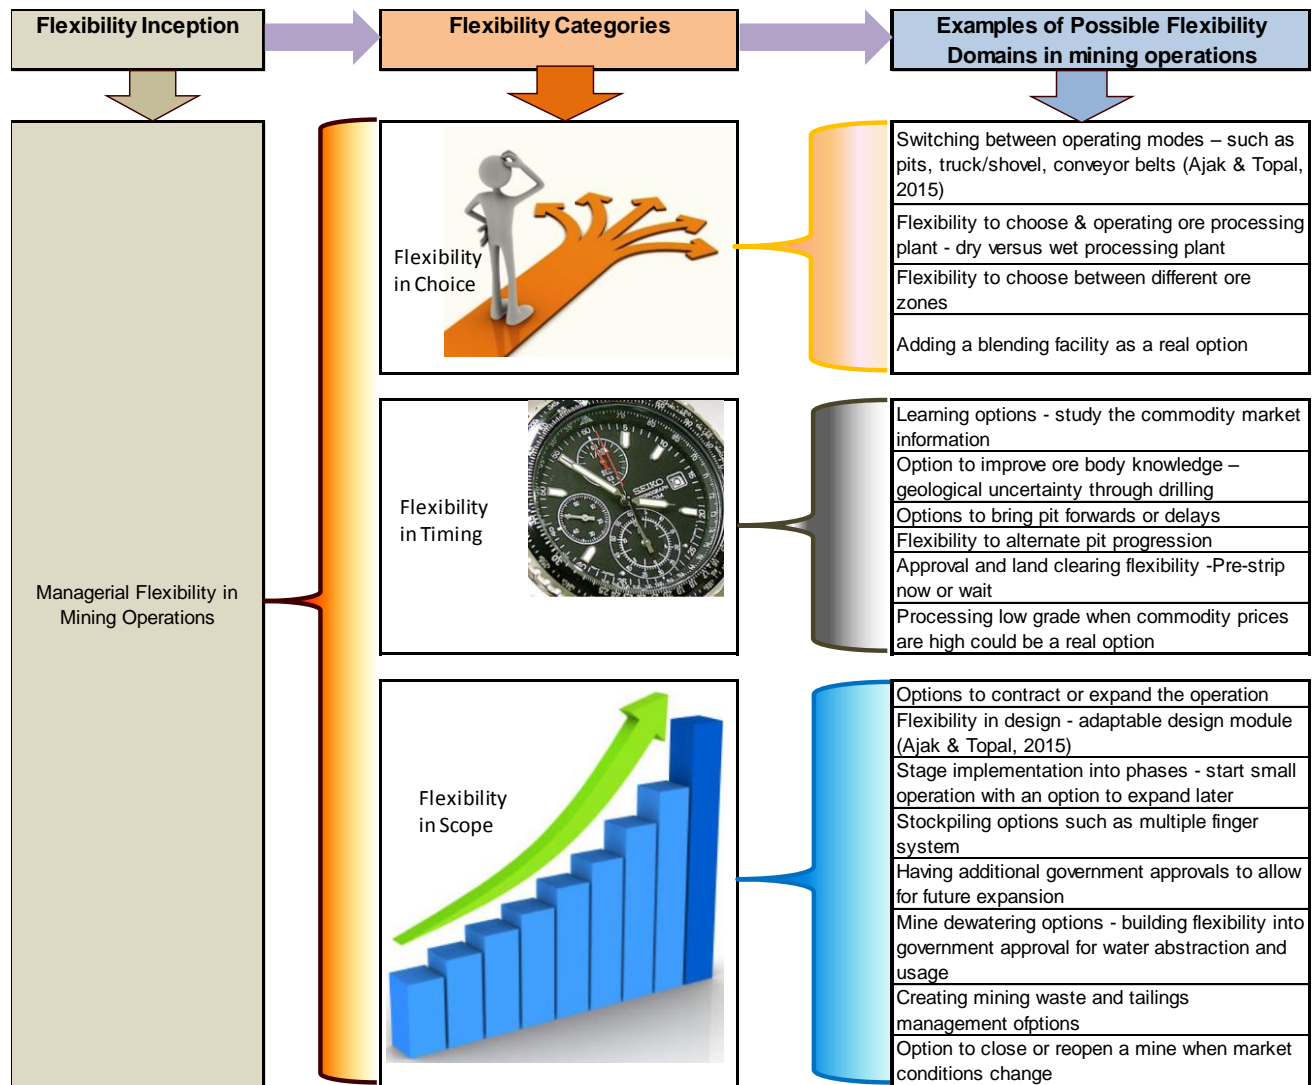 Flexibility Inception
Flexibility Categories
Examples of Possible Flexibility
Domains in mining operations
Managerial Flexibility in
Mining Operations
Flexibility
in Choice
Switching between operating modes – such as
pits, truck/shovel, conveyor belts (Ajak & Topal,
2015)
Flexibility to choose & operating ore processing
plant - dry versus wet processing plant
Flexibility to choose between different ore
zones
Adding a blending facility as a real option
Flexibility
in Timing
SEIKO
Learning options - study the commodity market
information
Option to improve ore body knowledge –
geological uncertainty through drilling
Options to bring pit forwards or delays
Flexibility to alternate pit progression
Approval and land clearing flexibility -Pre-strip
now or wait
Processing low grade when commodity prices
are high could be a real option
Flexibility
in Scope
Options to contract or expand the operation
Flexibility in design - adaptable design module
(Ajak & Topal, 2015)
Stage implementation into phases - start small
operation with an option to expand later
Stockpiling options such as multiple finger
system
Having additional government approvals to allow
for future expansion
Mine dewatering options - building flexibility into
government approval for water abstraction and
usage
Creating mining waste and tailings
management ofptions
Option to close or reopen a mine when market
conditions change